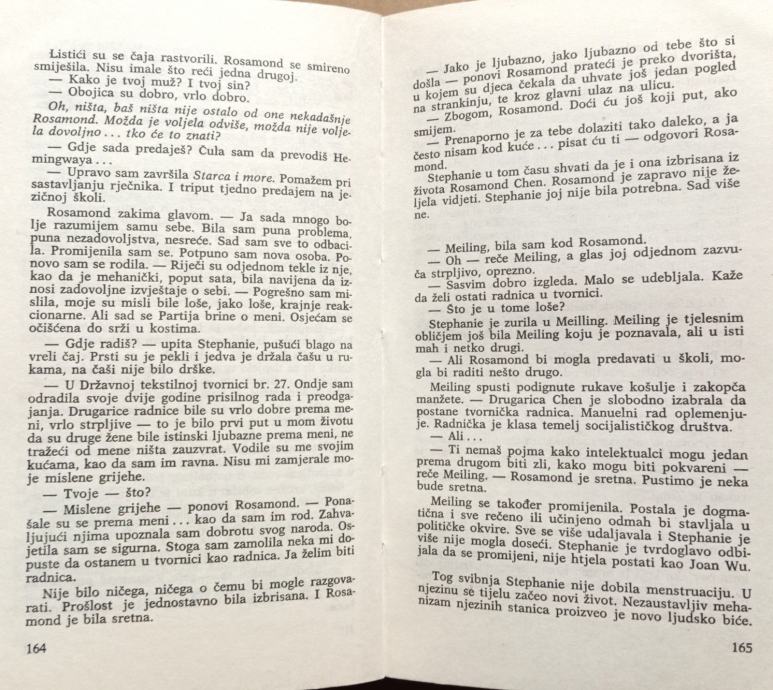 Listići su se čaja rastvorili. Rosamond se smireno
smiješila. Nisu imale što reći jedna drugoj.
— Kako je tvoj muž? I tvoj sin?
— Obojica su dobro, vrlo dobro.
Oh, ništa, baš ništa nije ostalo od one nekadašnje
Rosamond. Možda je voljela odviše, možda nije volje-
la dovoljno ... tko će to znati?
— Gdje sada predaješ? Čula sam da prevodiš He-
mingwaya ...
— Upravo sam završila Starca i more. Pomažem pri
sastavljanju rječnika. I triput tjedno predajem na je-
zičnoj školi.
Rosamond zakima glavom. — Ja sada mnogo bo-
lje razumijem samu sebe. Bila sam puna problema,
puna nezadovoljstva, nesreće. Sad sam sve to odbaci-
la. Promijenila sam se. Potpuno sam nova osoba. Po-
novo sam se rodila. — Riječi su odjednom tekle iz nje,
kao da je mehanički, poput sata, bila navijena da iz-
nosi zadovoljne izvještaje o sebi. — Pogrešno sam mi-
slila, moje su misli bile loše, jako loše, krajnje reak-
cionarne. Ali sad se Partija brine o meni. Osjećam se
očišćena do srži u kostima.
— Gdje radiš? — upita Stephanie, pušući blago na
vreli čaj. Prsti su je pekli i jedva je držala čašu u ru-
kama, na čaši nije bilo drške.
— U Državnoj tekstilnoj tvornici br. 27. Ondje sam
odradila svoje dvije godine prisilnog rada i preodga-
janja. Drugarice radnice bile su vrlo dobre prema me-
ni, vrlo strpljive — to je bilo prvi put u mom životu
da su druge žene bile istinski ljubazne prema meni, ne
tražeći od mene ništa zauzvrat. Vodile su me svojim
kućama, kao da sam im ravna. Nisu mi zamjerale mo-
je mislene grijehe.
— Tvoje — što?
— Mislene grijehe — ponovi Rosamond. — Pona-
šale su se prema meni ... kao da sam im rod. Zahva-
ljujući njima upoznala sam dobrotu svog naroda. Os-
jetila sam se sigurna. Stoga sam zamolila neka mi do-
puste da ostanem u tvornici kao radnica. Ja želim biti
radnica.
Nije bilo ničega, ničega o čemu bi mogle razgova-
rati. Prošlost je jednostavno bila izbrisana. I Rosa-
mond je bila sretna.
164
— Jako je ljubazno, jako ljubazno od tebe što si
došla — ponovi Rosamond prateći je preko dvorišta,
u kojem su djeca čekala da uhvate još jedan pogled
na strankinju, te kroz glavni ulaz na ulicu.
— Zbogom, Rosamond. Doći ću još koji put, ako
smijem.
— Prenaporno je za tebe dolaziti tako daleko, a ja
često nisam kod kuće ... pisat ću ti — odgovori Rosa-
mond.
Stephanie u tom času shvati da je i ona izbrisana iz
života Rosamond Chen. Rosamond je zapravo nije že-
ljela vidjeti. Stephanie joj nije bila potrebna. Sad više
ne.
— Meiling, bila sam kod Rosamond.
— Oh — reče Meiling, a glas joj odjednom zazvu-
ča strpljivo, oprezno.
— Sasvim dobro izgleda. Malo se udebljala. Kaže
da želi ostati radnica u tvornici.
— Što je u tome loše?
Stephanie je zurila u Meilling. Meiling je tjelesnim
obličjem još bila Meiling koju je poznavala, ali u isti
mah i netko drugi.
— Ali Rosamond bi mogla predavati u školi, mo-
gla bi raditi nešto drugo.
Meiling spusti podignute rukave košulje i zakopča
manžete. — Drugarica Chen je slobodno izabrala da
postane tvornička radnica. Manuelni rad oplemenju-
je. Radnička je klasa temelj socijalističkog društva.
— Ali ...
— Ti nemaš pojma kako intelektualci mogu jedan
prema drugom biti zli, kako mogu biti pokvareni —
reče Meiling. — Rosamond je sretna. Pustimo je neka
bude sretna.
Meiling se također promijenila. Postala je dogma-
tična i sve rečeno ili učinjeno odmah bi stavljala u
političke okvire. Sve se više udaljavala i Stephanie je
više nije mogla doseći. Stephanie je tvrdoglavo odbi-
jala da se promijeni, nije htjela postati kao Joan Wu.
Tog svibnja Stephanie nije dobila menstruaciju. U
njezinu se tijelu začeo novi život. Nezaustavljiv meha-
nizam njezinih stanica proizveo je novo ljudsko biće.
165